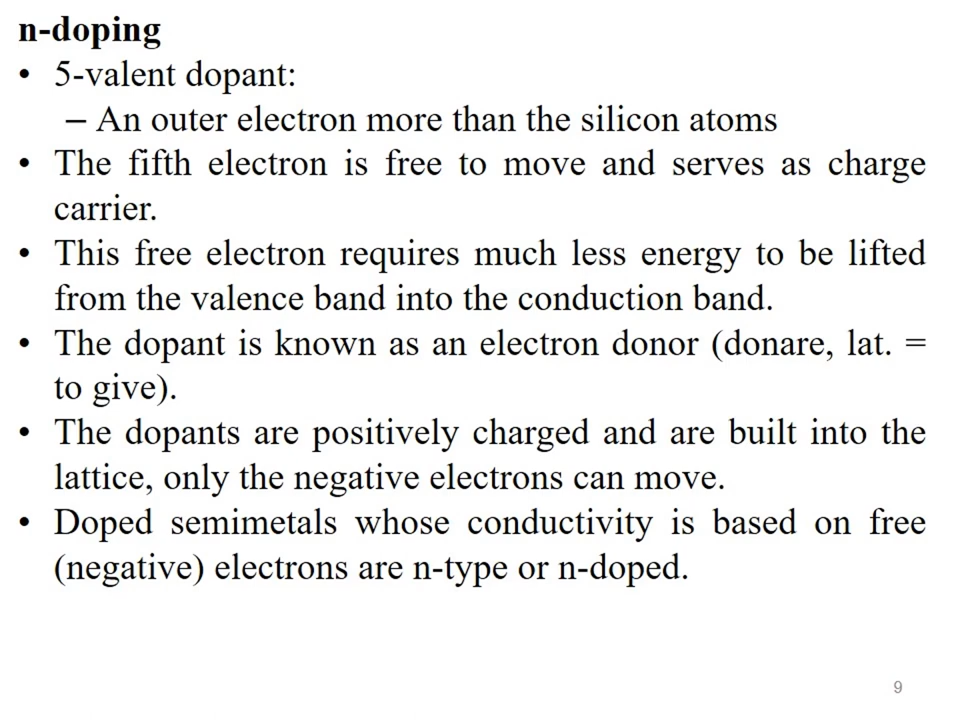 n-doping
• 5-valent dopant:
– An outer electron more than the silicon atoms
• The fifth electron is free to move and serves as charge
carrier.
• This free electron requires much less energy to be lifted
from the valence band into the conduction band.
• The dopant is known as an electron donor (donare, lat. =
to give).
• The dopants are positively charged and are built into the
lattice, only the negative electrons can move.
• Doped semimetals whose conductivity is based on free
(negative) electrons are n-type or n-doped.
9